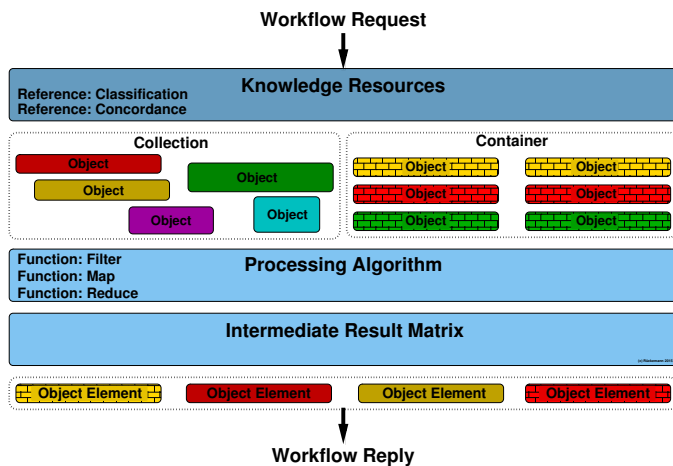 Workflow Request
Knowledge Resources
Reference: Classification
Reference: Concordance
Collection
Container
Object
Object
Object
Object
Object
Object
Object
Object
Object
Object
Object
Function: Filter
Function: Map
Function: Reduce
Processing Algorithm
Intermediate Result Matrix
(c) Rückemann 2015
Object Element
Object Element
Object Element
Object Element
Workflow Reply